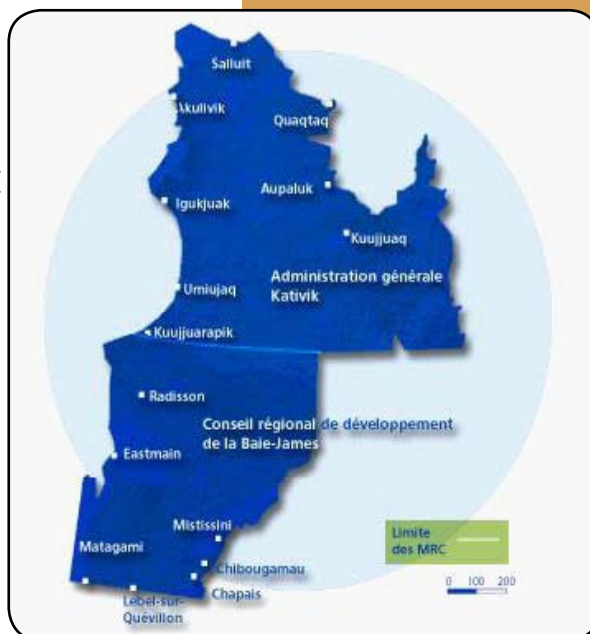 Salluit
Akulivik
Quaqtaq
Aupaluk
Igukjuak
Kuujjuaq
Administration générale
Kativik
Umiujaq
Kuujjuarapik
Radisson
Conseil régional de développement
de la Baie-James
Eastmain
Mistissini
Matagami
Limite
des MRC
Chibougamau
Chapais
Lebel-sur-
Quévillon
0 100 200